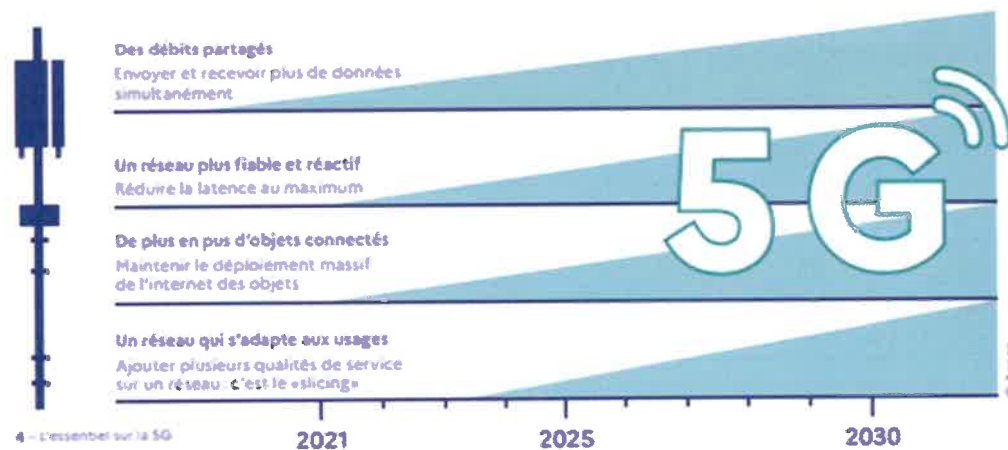 Des débits partagés
Envoyer et recevoir plus de données
simultanément
Un réseau plus fiable et réactif
Réduire la latence au maximum
De plus en pus d'objets connectés
Maintenir le déploiement massif
de l'internet des objets
Un réseau qui s'adapte aux usages
Ajouter plusieurs qualités de service
sur un réseau : c'est le «slicing»
5G
2021 2025 2030
4 – L'essentiel sur la 5G